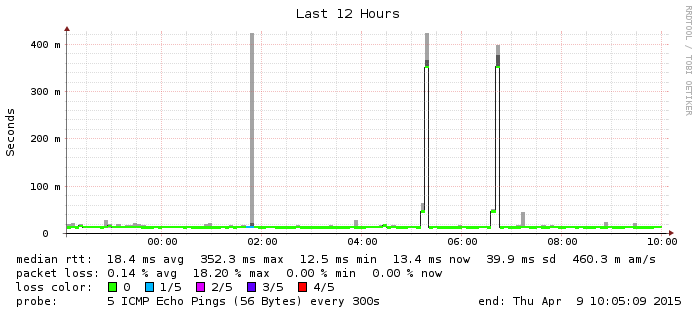 Last 12 Hours
RRDTOOL / TOBI OETIKER
Seconds
400 m
300 m
200 m
100 m
0
00:00 02:00 04:00 06:00 08:00 10:00
median rtt: 18.4 ms avg 352.3 ms max 12.5 ms min 13.4 ms now 39.9 ms sd 460.3 m am/s
packet loss: 0.14 % avg 18.20 % max 0.00 % min 0.00 % now
loss color: 0 1/5 2/5 3/5 4/5
probe: 5 ICMP Echo Pings (56 Bytes) every 300s end: Thu Apr 9 10:05:09 2015